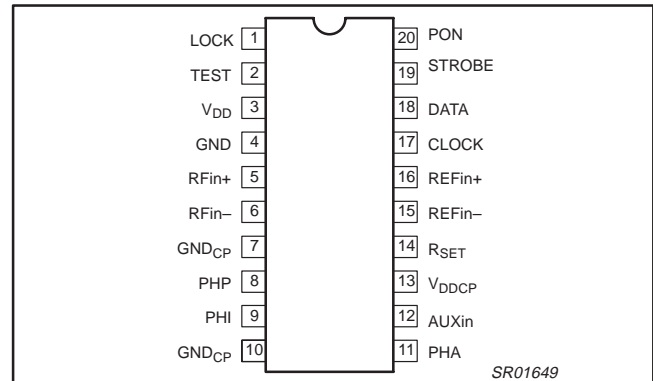 LOCK 1 20 PON
TEST 2 19 STROBE
VDD 3 18 DATA
GND 4 17 CLOCK
RFin+ 5 16 REFin+
RFin– 6 15 REFin–
GNDCP 7 14 RSET
PHP 8 13 VDDCP
PHI 9 12 AUXin
GNDCP 10 11 PHA
SR01649